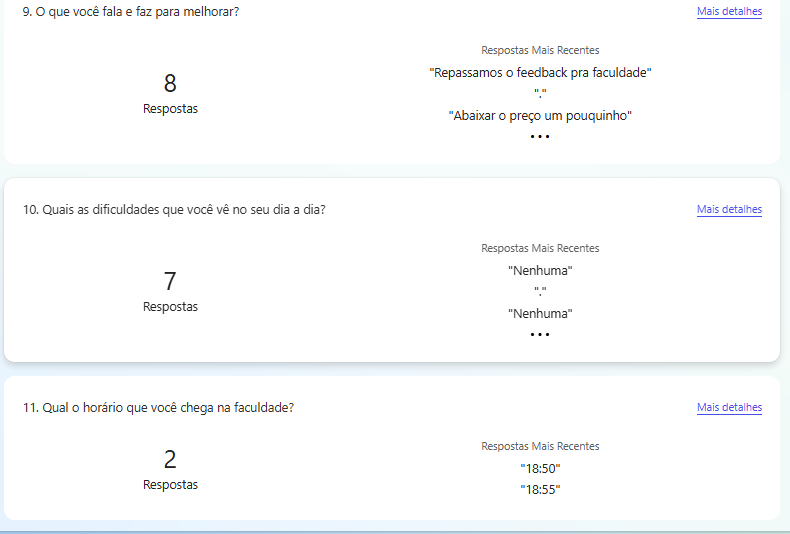 9. O que você fala e faz para melhorar?
Mais detalhes
8
Respostas
Respostas Mais Recentes
"Repassamos o feedback pra faculdade"
"."
"Abaixar o preço um pouquinho"
...
10. Quais as dificuldades que você vê no seu dia a dia?
Mais detalhes
7
Respostas
Respostas Mais Recentes
"Nenhuma"
"."
"Nenhuma"
...
11. Qual o horário que você chega na faculdade?
Mais detalhes
2
Respostas
Respostas Mais Recentes
"18:50"
"18:55"